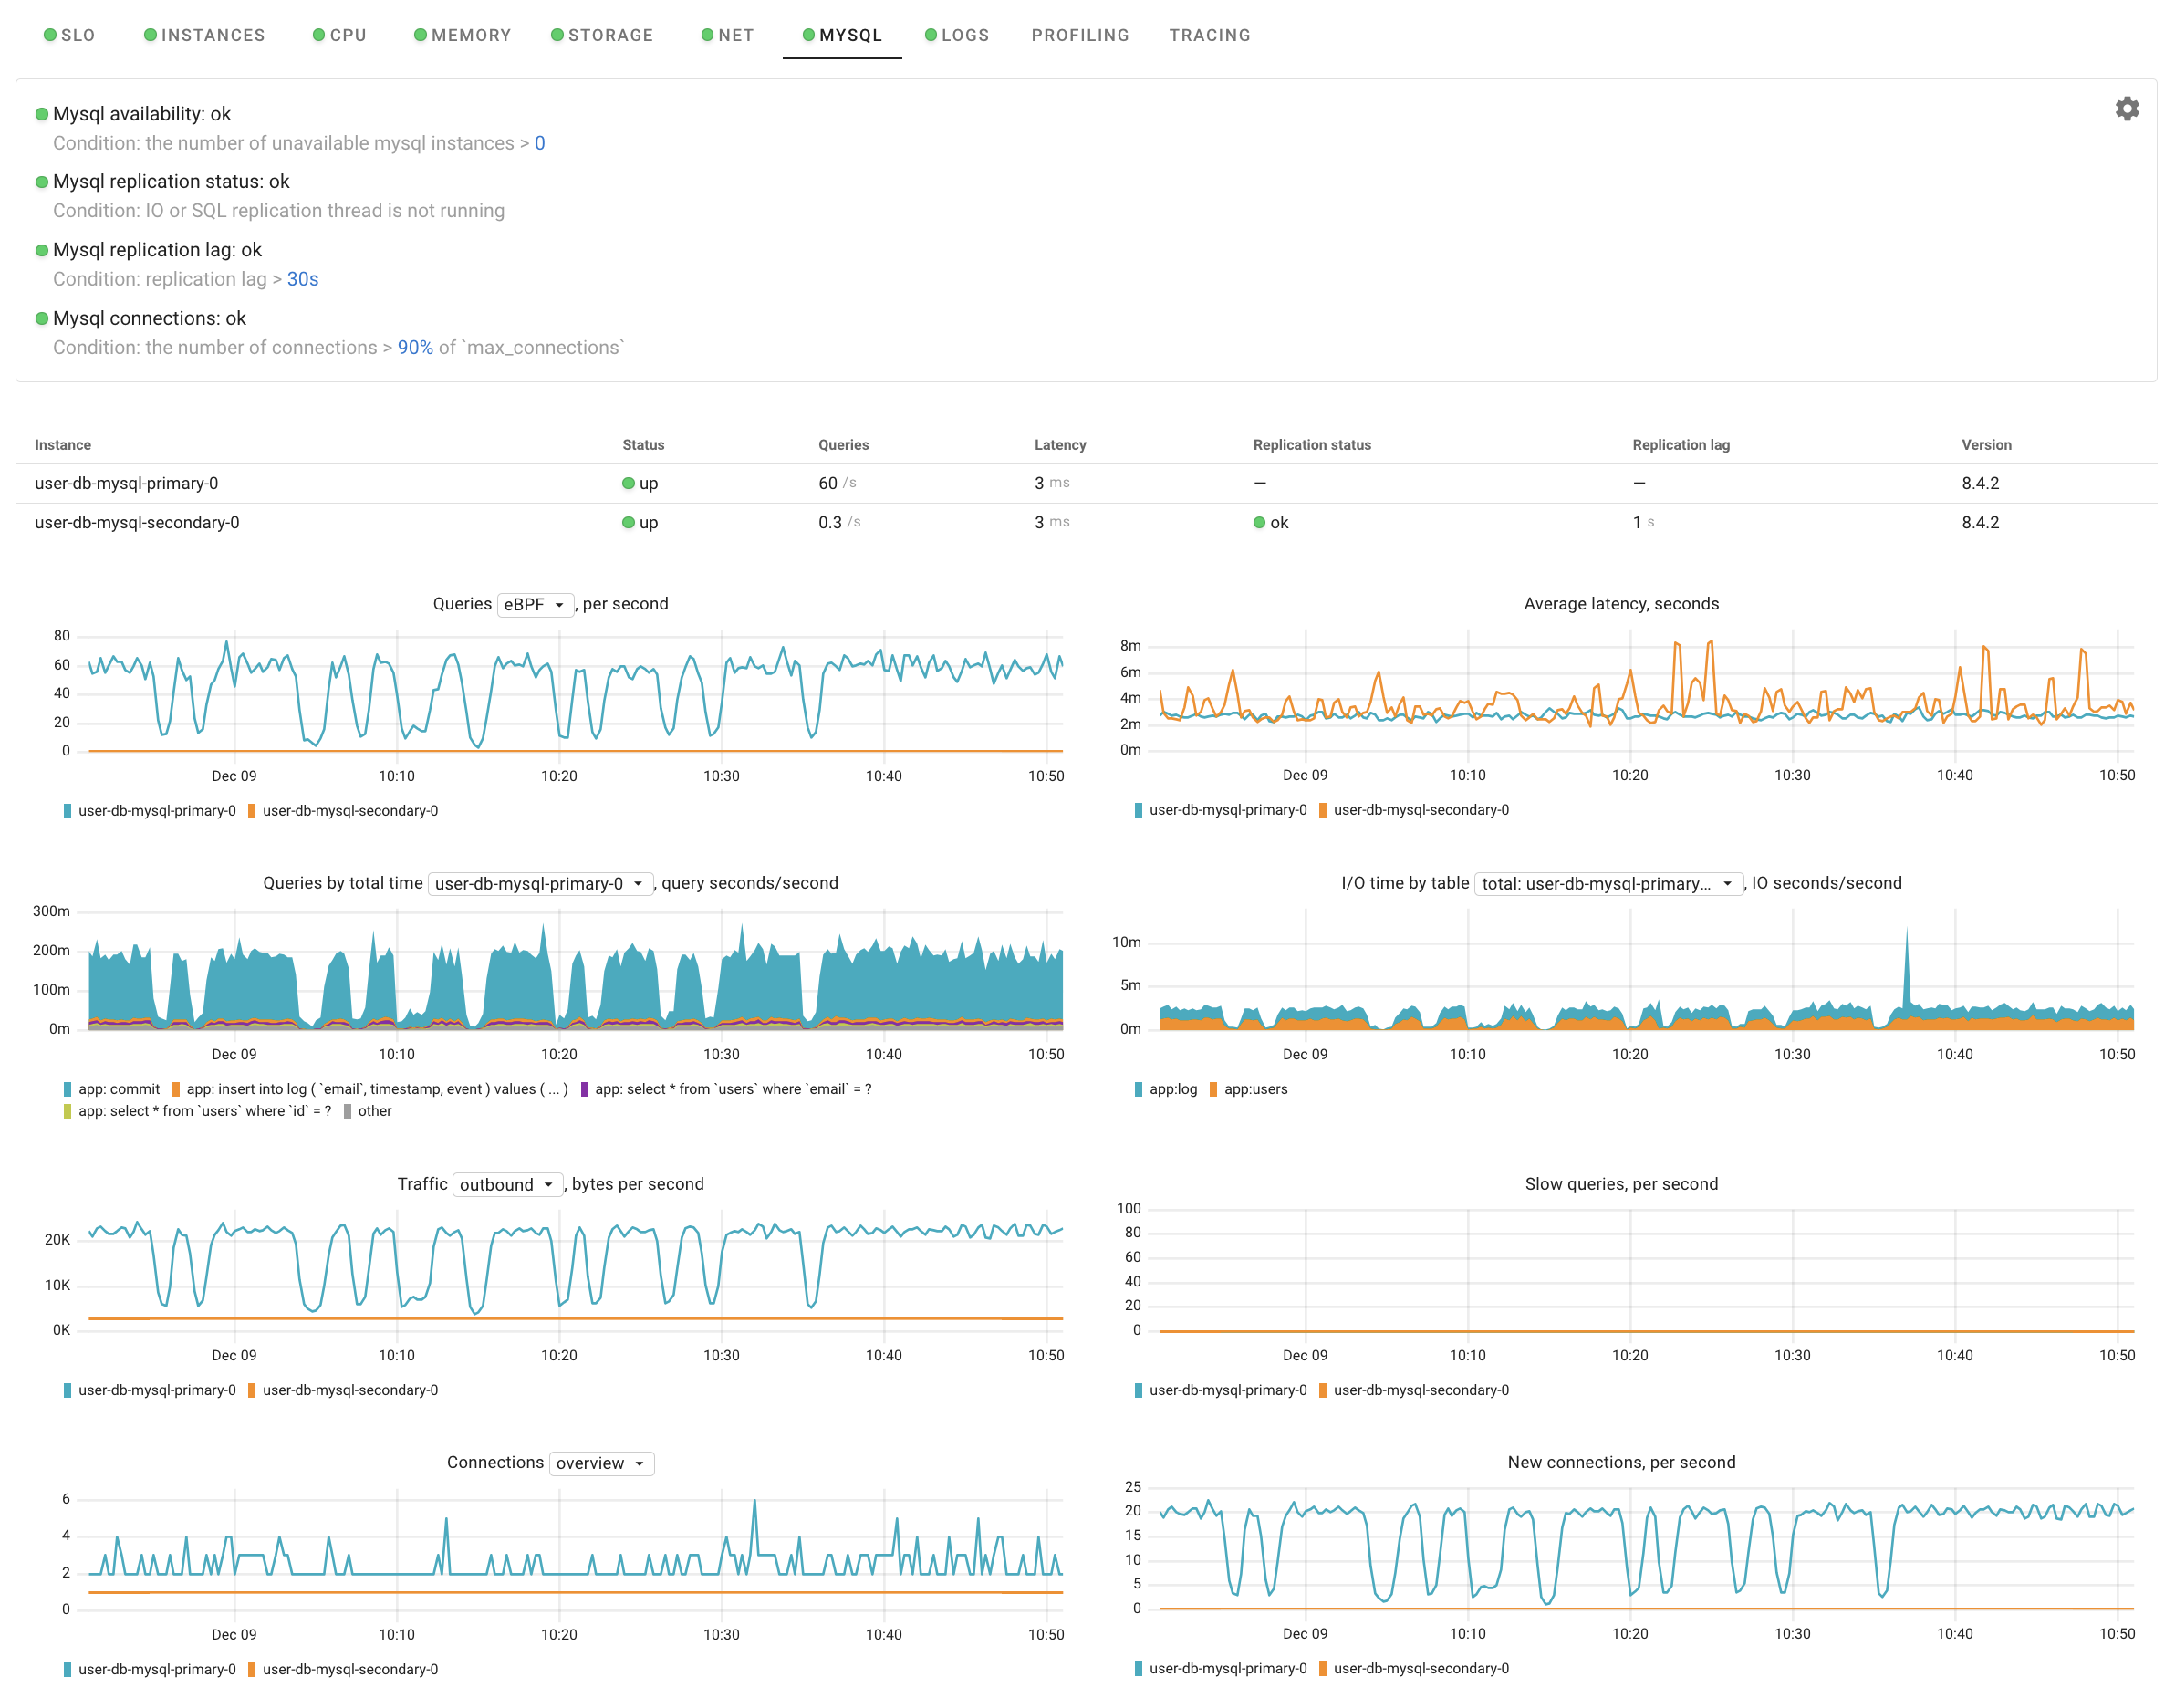 SLO INSTANCES CPU MEMORY STORAGE NET MYSQL LOGS PROFILING TRACING
Mysql availability: ok
Condition: the number of unavailable mysql instances > 0
Mysql replication status: ok
Condition: IO or SQL replication thread is not running
Mysql replication lag: ok
Condition: replication lag > 30s
Mysql connections: ok
Condition: the number of connections > 90% of `max_connections`
Instance Status Queries Latency Replication status Replication lag Version
user-db-mysql-primary-0 up 60 /s 3 ms — — 8.4.2
user-db-mysql-secondary-0 up 0.3 /s 3 ms ok 1 s 8.4.2
Queries eBPF , per second
80
60
40
20
0
Dec 09 10:10 10:20 10:30 10:40 10:50
user-db-mysql-primary-0 user-db-mysql-secondary-0
Average latency, seconds
8m
6m
4m
2m
0m
Dec 09 10:10 10:20 10:30 10:40 10:50
user-db-mysql-primary-0 user-db-mysql-secondary-0
Queries by total time user-db-mysql-primary-0 , query seconds/second
300m
200m
100m
0m
Dec 09 10:10 10:20 10:30 10:40 10:50
app: commit app: insert into log ( `email`, timestamp, event ) values ( ... ) app: select * from `users` where `email` = ?
app: select * from `users` where `id` = ? other
I/O time by table total: user-db-mysql-primary... , IO seconds/second
10m
5m
0m
Dec 09 10:10 10:20 10:30 10:40 10:50
app:log app:users
Traffic outbound , bytes per second
20K
10K
0K
Dec 09 10:10 10:20 10:30 10:40 10:50
user-db-mysql-primary-0 user-db-mysql-secondary-0
Slow queries, per second
100
80
60
40
20
0
Dec 09 10:10 10:20 10:30 10:40 10:50
user-db-mysql-primary-0 user-db-mysql-secondary-0
Connections overview
6
4
2
0
Dec 09 10:10 10:20 10:30 10:40 10:50
user-db-mysql-primary-0 user-db-mysql-secondary-0
New connections, per second
25
20
15
10
5
0
Dec 09 10:10 10:20 10:30 10:40 10:50
user-db-mysql-primary-0 user-db-mysql-secondary-0